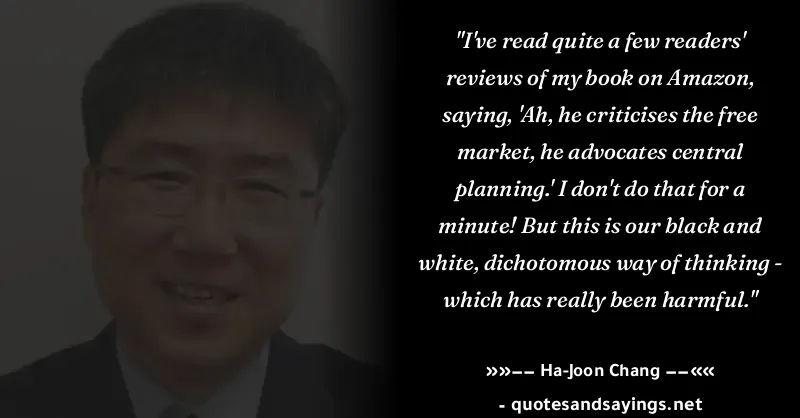 "I've read quite a few readers'
reviews of my book on Amazon,
saying, 'Ah, he criticises the free
market, he advocates central
planning.' I don't do that for a
minute! But this is our black and
white, dichotomous way of thinking -
which has really been harmful."
»»−− Ha-Joon Chang −−««
- quotesandsayings.net